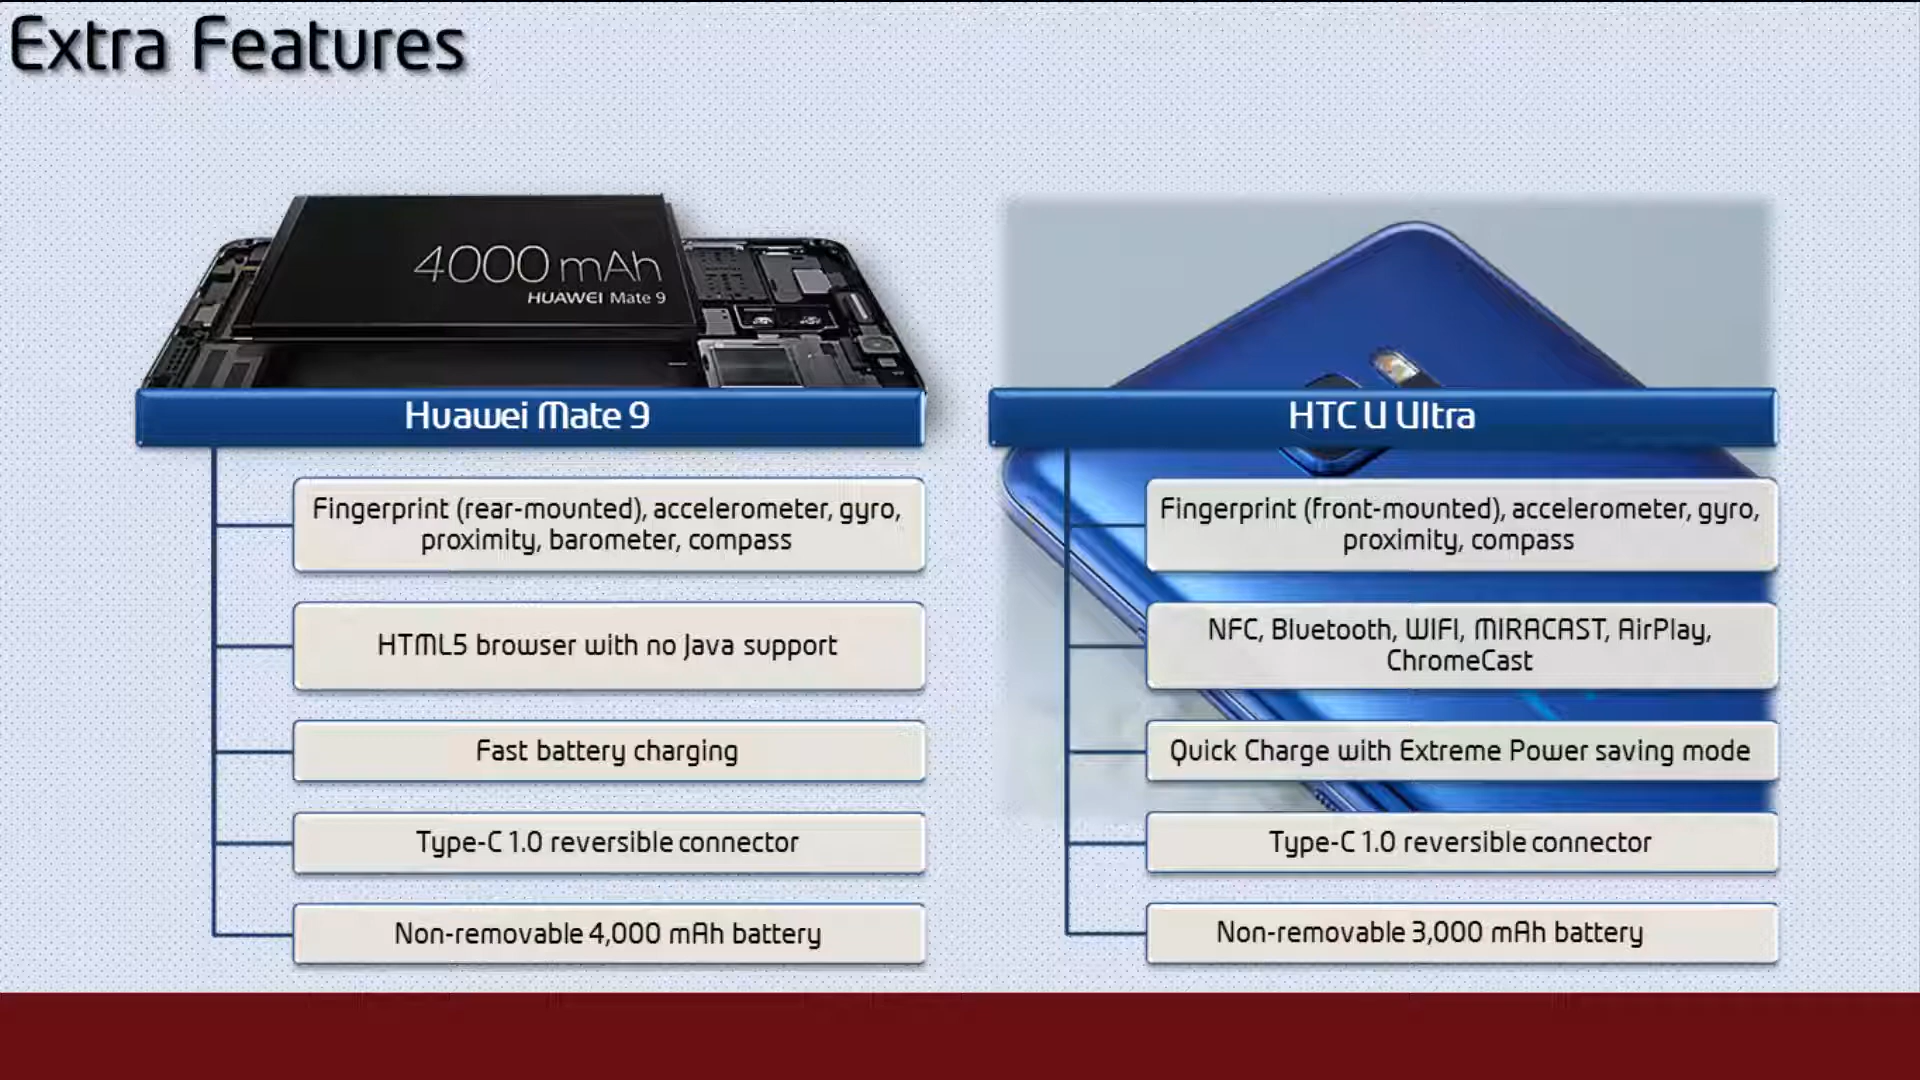 Extra Features
4000 mAh
HUAWEI Mate 9
Huawei Mate 9
Fingerprint (rear-mounted), accelerometer, gyro,
proximity, barometer, compass
HTML5 browser with no Java support
Fast battery charging
Type-C 1.0 reversible connector
Non-removable 4,000 mAh battery
HTC U Ultra
Fingerprint (front-mounted), accelerometer, gyro,
proximity, compass
NFC, Bluetooth, WIFI, MIRACAST, AirPlay,
ChromeCast
Quick Charge with Extreme Power saving mode
Type-C 1.0 reversible connector
Non-removable 3,000 mAh battery